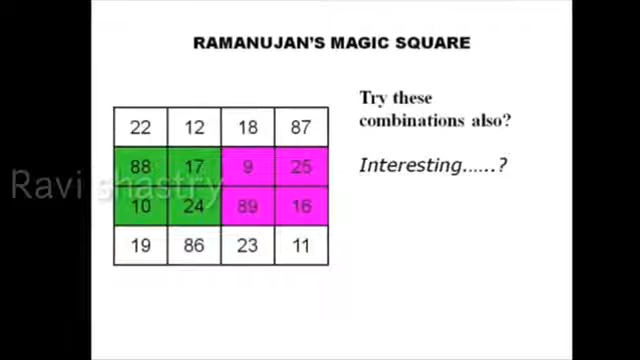 RAMANUJAN'S MAGIC SQUARE
Try these
combinations also?
Interesting......?
22 12 18 87
88 17 9 25
10 24 89 16
19 86 23 11
Ravi shastry